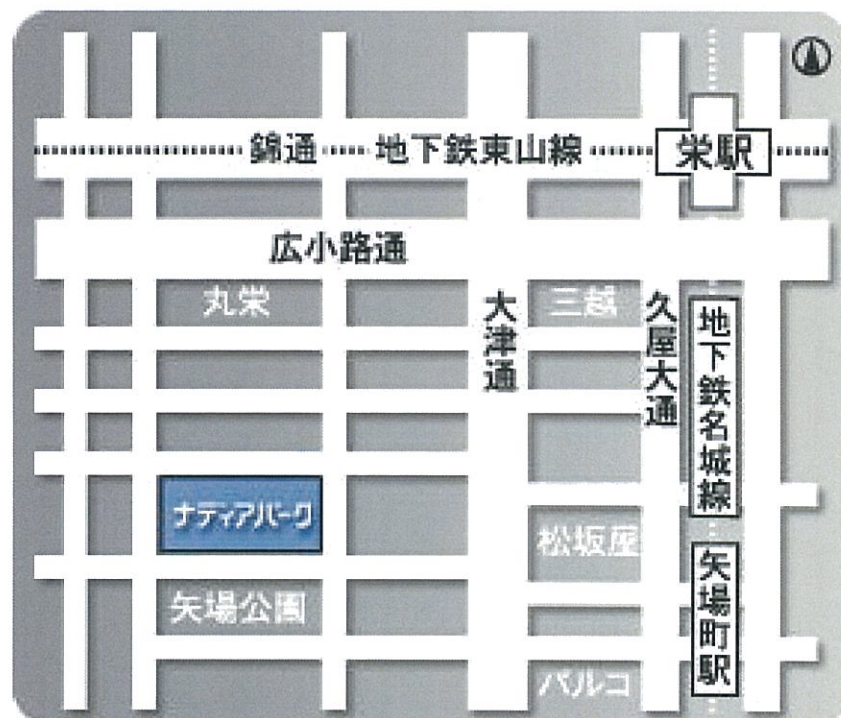 錦通
地下鉄東山線
栄駅
広小路通
丸栄
三越
大津通
久屋大通
地下鉄名城線
ナディアパーク
松坂屋
矢場公園
矢場町駅
パルコ